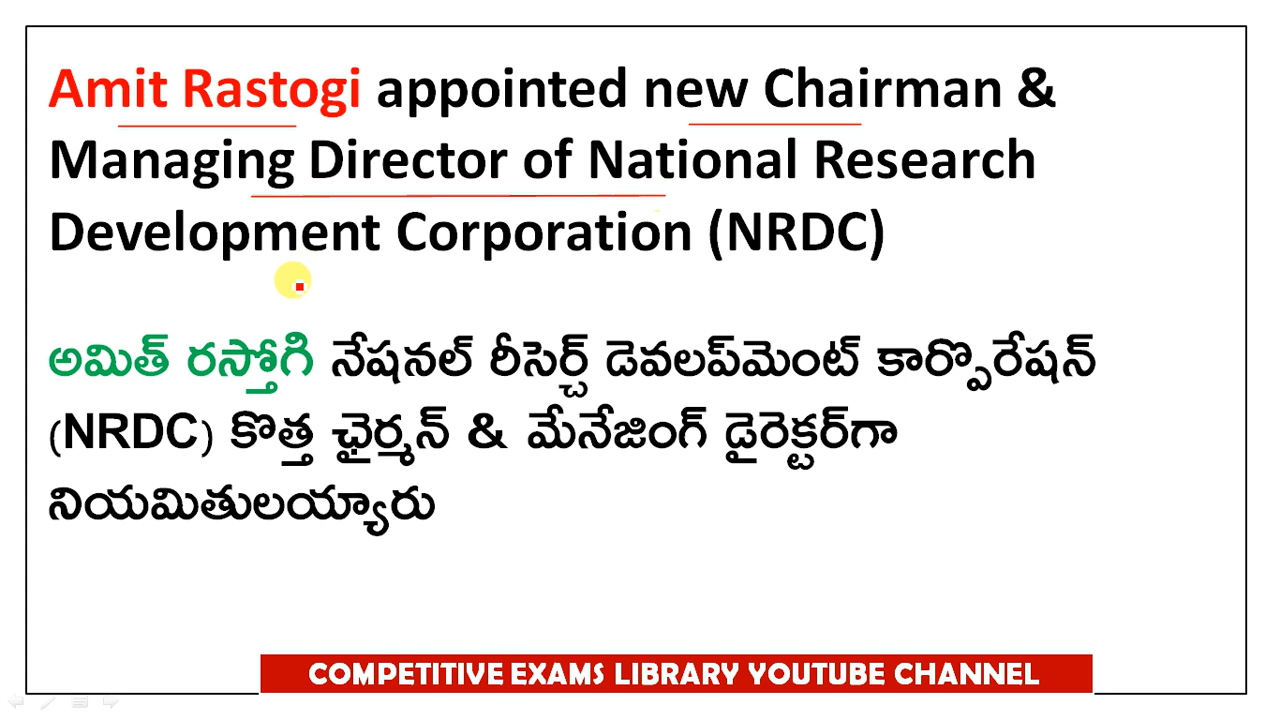 Amit Rastogi appointed new Chairman &
Managing Director of National Research
Development Corporation (NRDC)
అమిత్ రస్తోగి నేషనల్ రీసెర్చ్ డెవలప్‌మెంట్ కార్పొరేషన్
(NRDC) కొత్త ఛైర్మన్ & మేనేజింగ్ డైరెక్టర్‌గా
నియమితులయ్యారు
COMPETITIVE EXAMS LIBRARY YOUTUBE CHANNEL